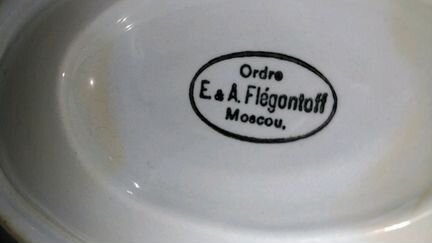 Ordre
E. & A. Flégontoff
Moscou.